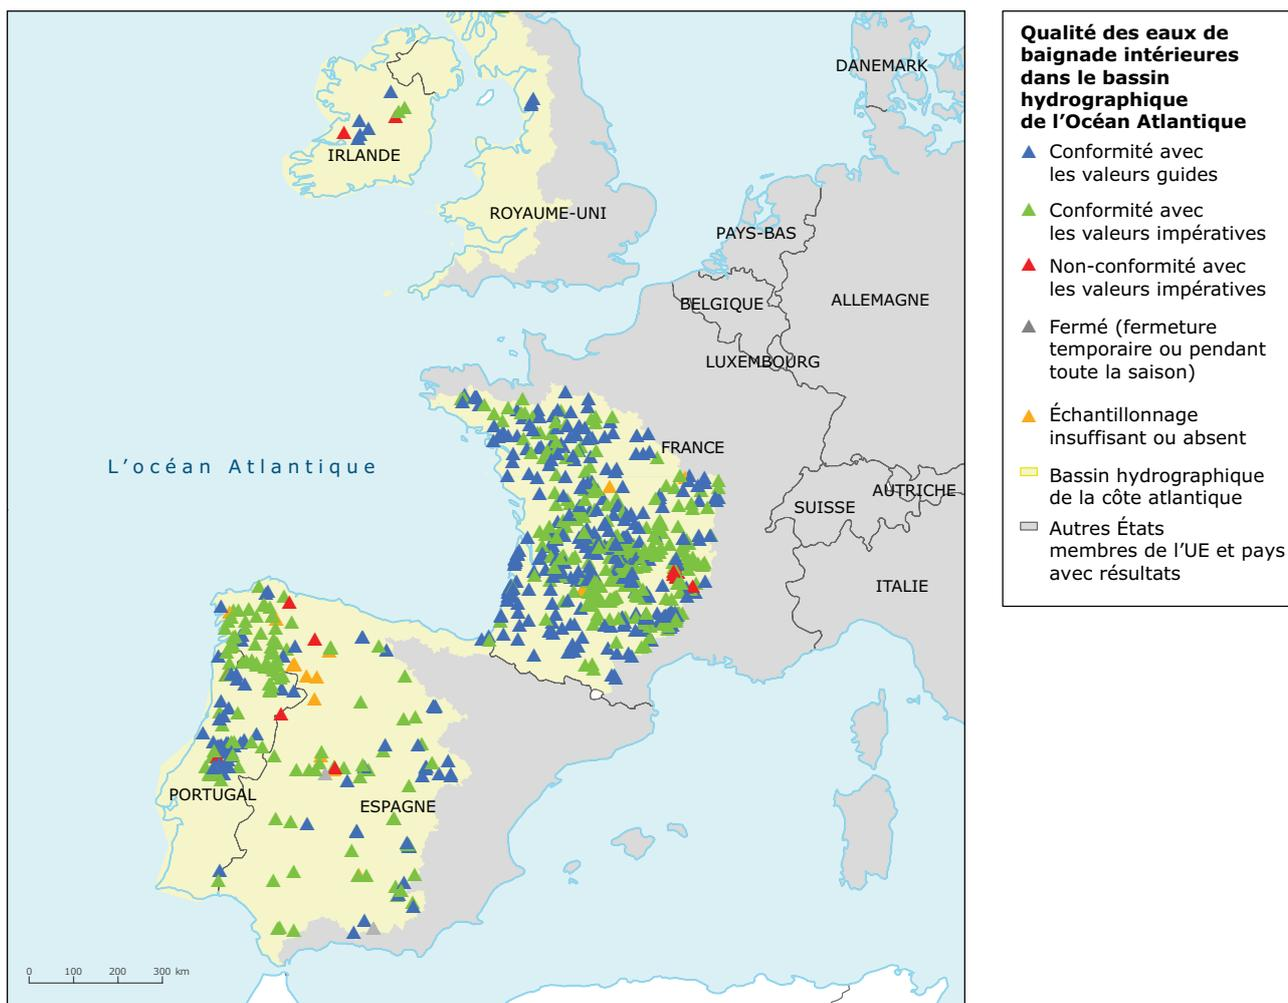 DANEMARK
IRLANDE
ROYAUME-UNI
PAYS-BAS
BELGIQUE
ALLEMAGNE
LUXEMBOURG
FRANCE
L'océan Atlantique
AUTRICHE
SUISSE
ITALIE
PORTUGAL
ESPAGNE
0 100 200 300 km
Qualité des eaux de
baignade intérieures
dans le bassin
hydrographique
de l'Océan Atlantique
Conformité avec
les valeurs guides
Conformité avec
les valeurs impératives
Non-conformité avec
les valeurs impératives
Fermé (fermeture
temporaire ou pendant
toute la saison)
Échantillonnage
insuffisant ou absent
Bassin hydrographique
de la côte atlantique
Autres États
membres de l'UE et pays
avec résultats